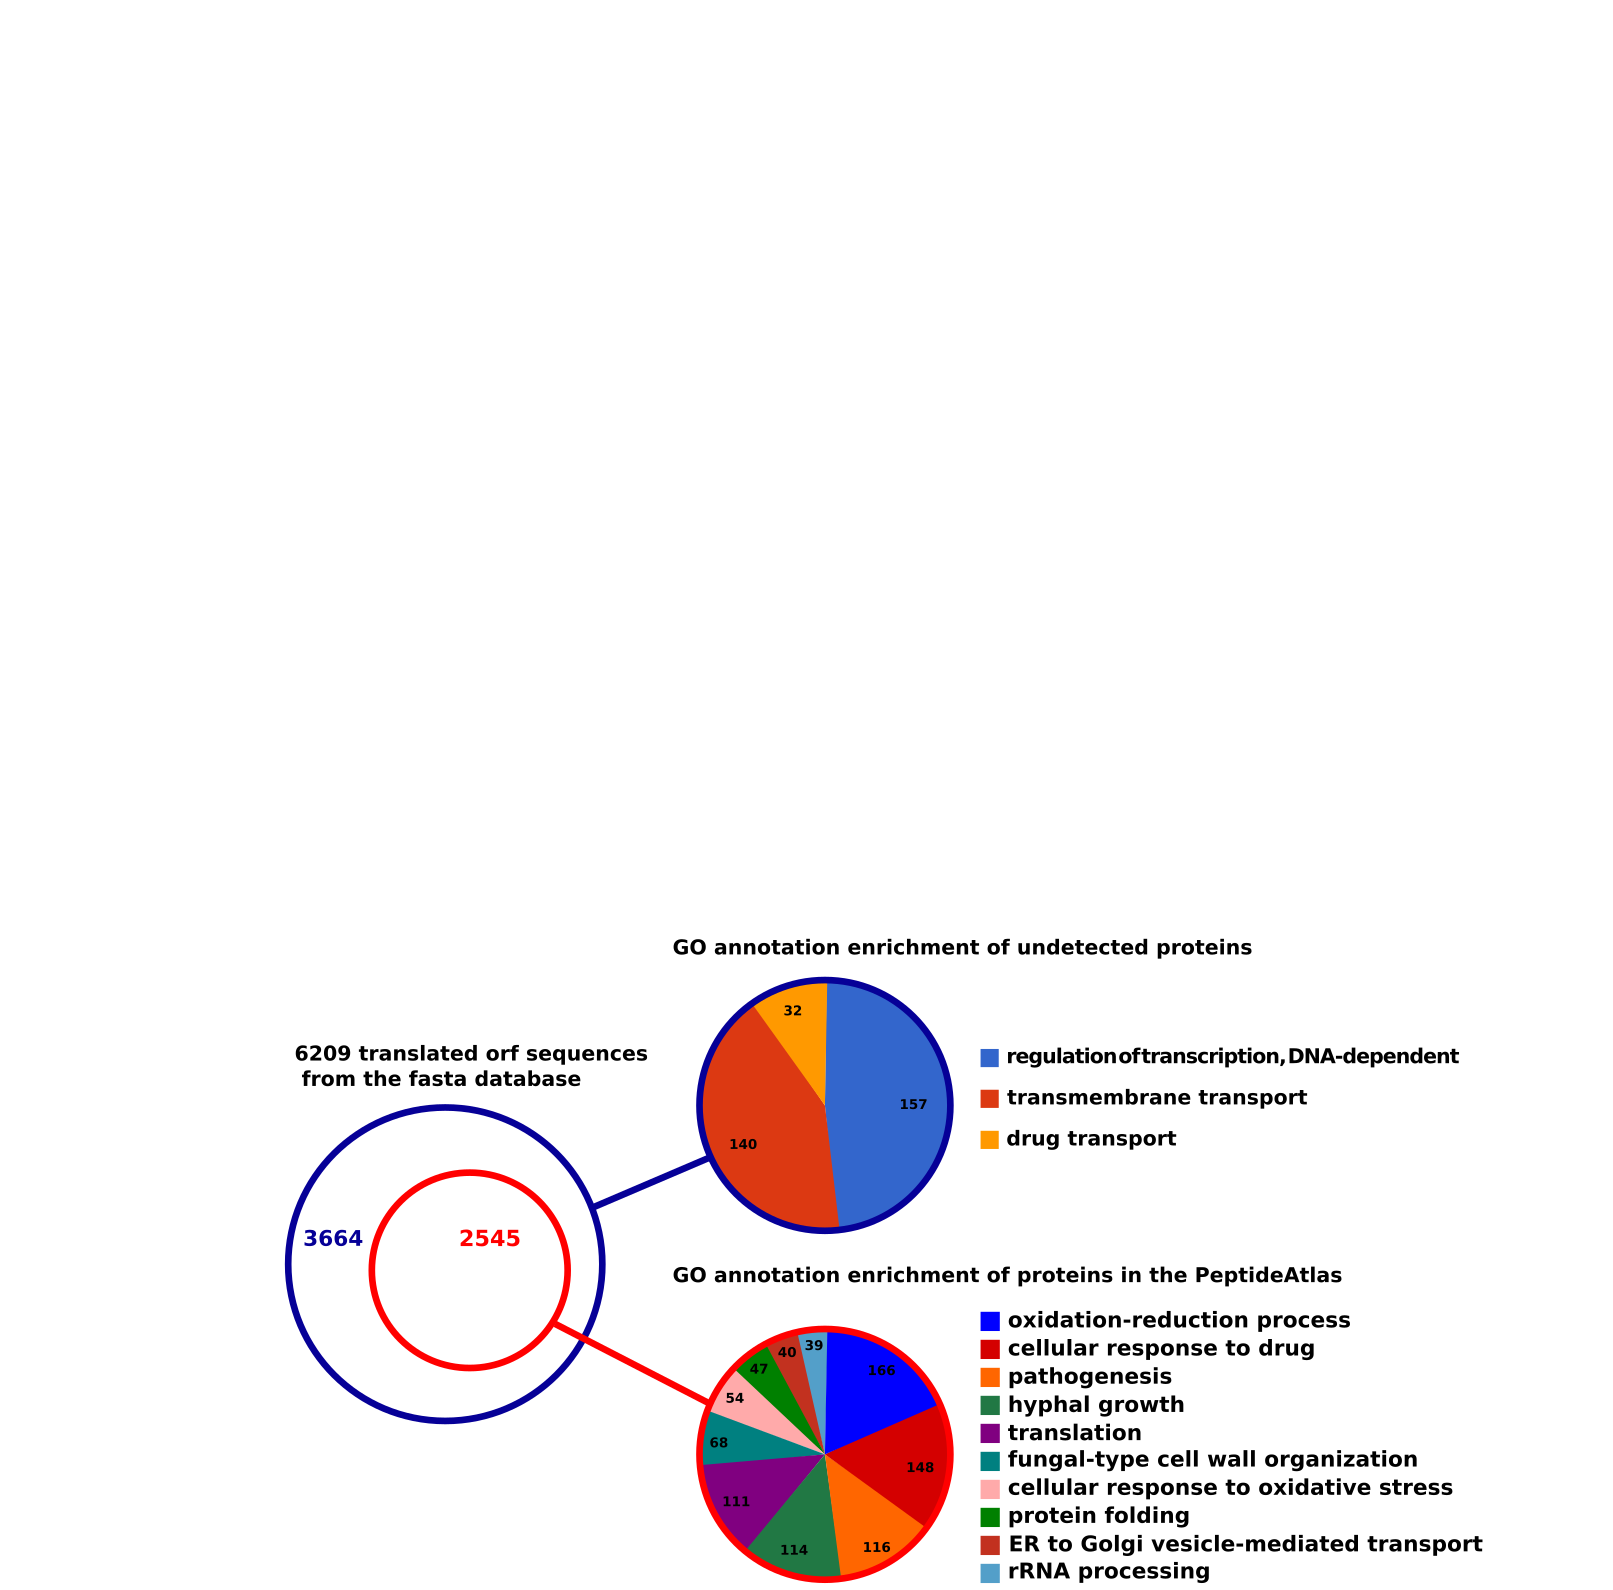 GO annotation enrichment of undetected proteins
32
157
140
regulation of transcription, DNA-dependent
transmembrane transport
drug transport
6209 translated orf sequences
from the fasta database
3664
2545
GO annotation enrichment of proteins in the PeptideAtlas
39
40
47
54
68
111
114
116
148
166
oxidation-reduction process
cellular response to drug
pathogenesis
hyphal growth
translation
fungal-type cell wall organization
cellular response to oxidative stress
protein folding
ER to Golgi vesicle-mediated transport
rRNA processing